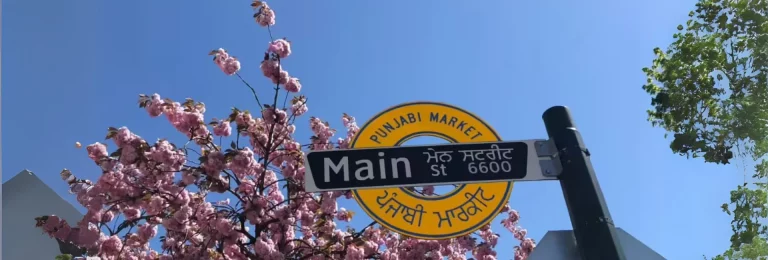 PUNJABI MARKET
Main St ਮੇਨ ਸਟਰੀਟ 6600
ਪੰਜਾਬੀ ਮਾਰਕੀਟ